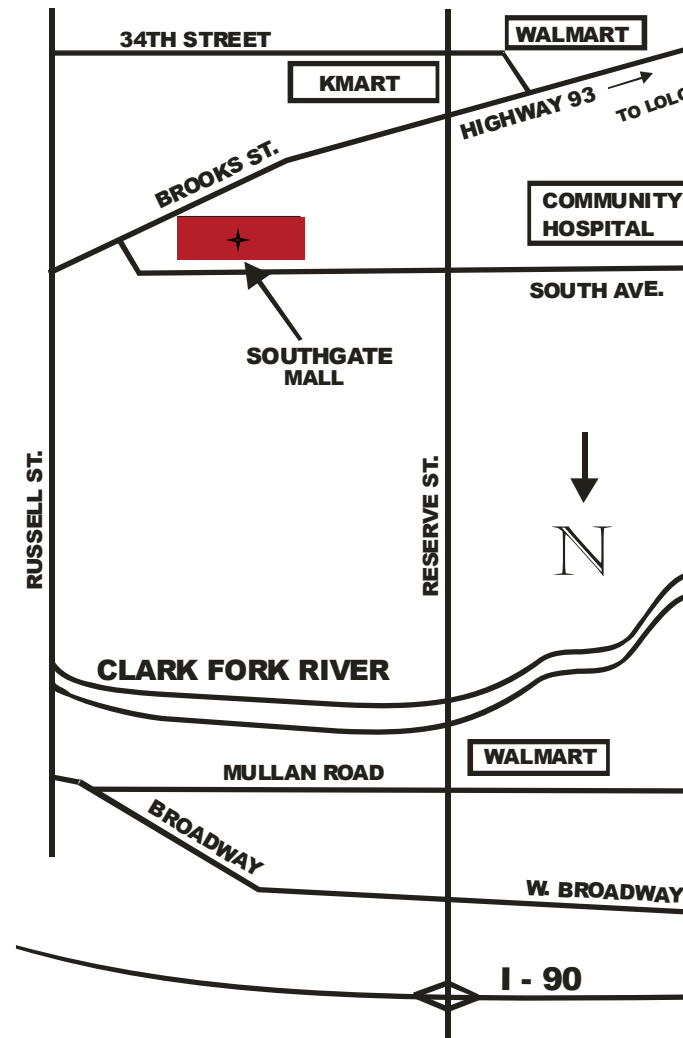 34TH STREET
WALMART
KMART
HIGHWAY 93
TO LOLO
BROOKS ST.
COMMUNITY
HOSPITAL
SOUTH AVE.
SOUTHGATE
MALL
RUSSELL ST.
RESERVE ST.
N
CLARK FORK RIVER
WALMART
MULLAN ROAD
BROADWAY
W. BROADWAY
I - 90